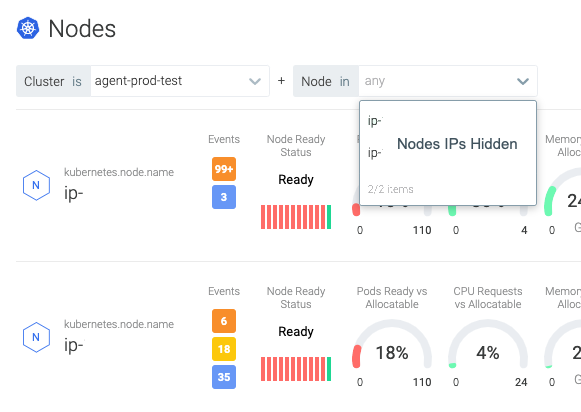 Nodes
Cluster is agent-prod-test + Node in any
ip-
ip-
Nodes IPs Hidden
2/2 items
Events
Node Ready
Status
Memory
Alloc
N
kubernetes.node.name
ip-
99+
3
Ready
24
0 110
0 4
0 G
Events
Node Ready
Status
Pods Ready vs
Allocatable
CPU Requests
vs Allocatable
Memory
Alloc
N
kubernetes.node.name
ip-
6
18
35
Ready
18%
4%
2
0 110
0 24
0 G